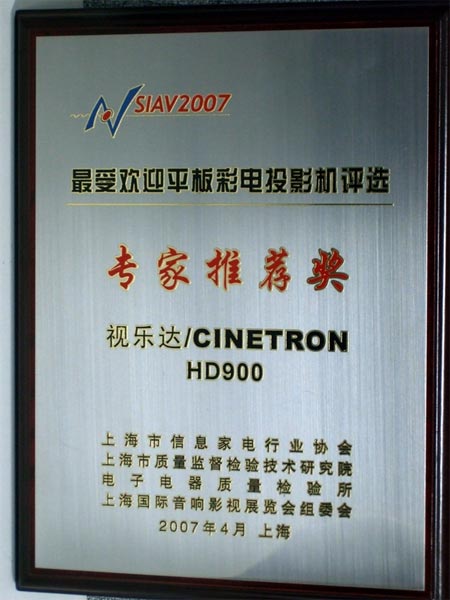 SIAV2007
最受欢迎平板彩电投影机评选
专家推荐奖
视乐达/CINETRON
HD900
上海市信息家电行业协会
上海市质量监督检验技术研究院
电子电器质量检验所
上海国际音响影视展览会组委会
2007年4月 上海